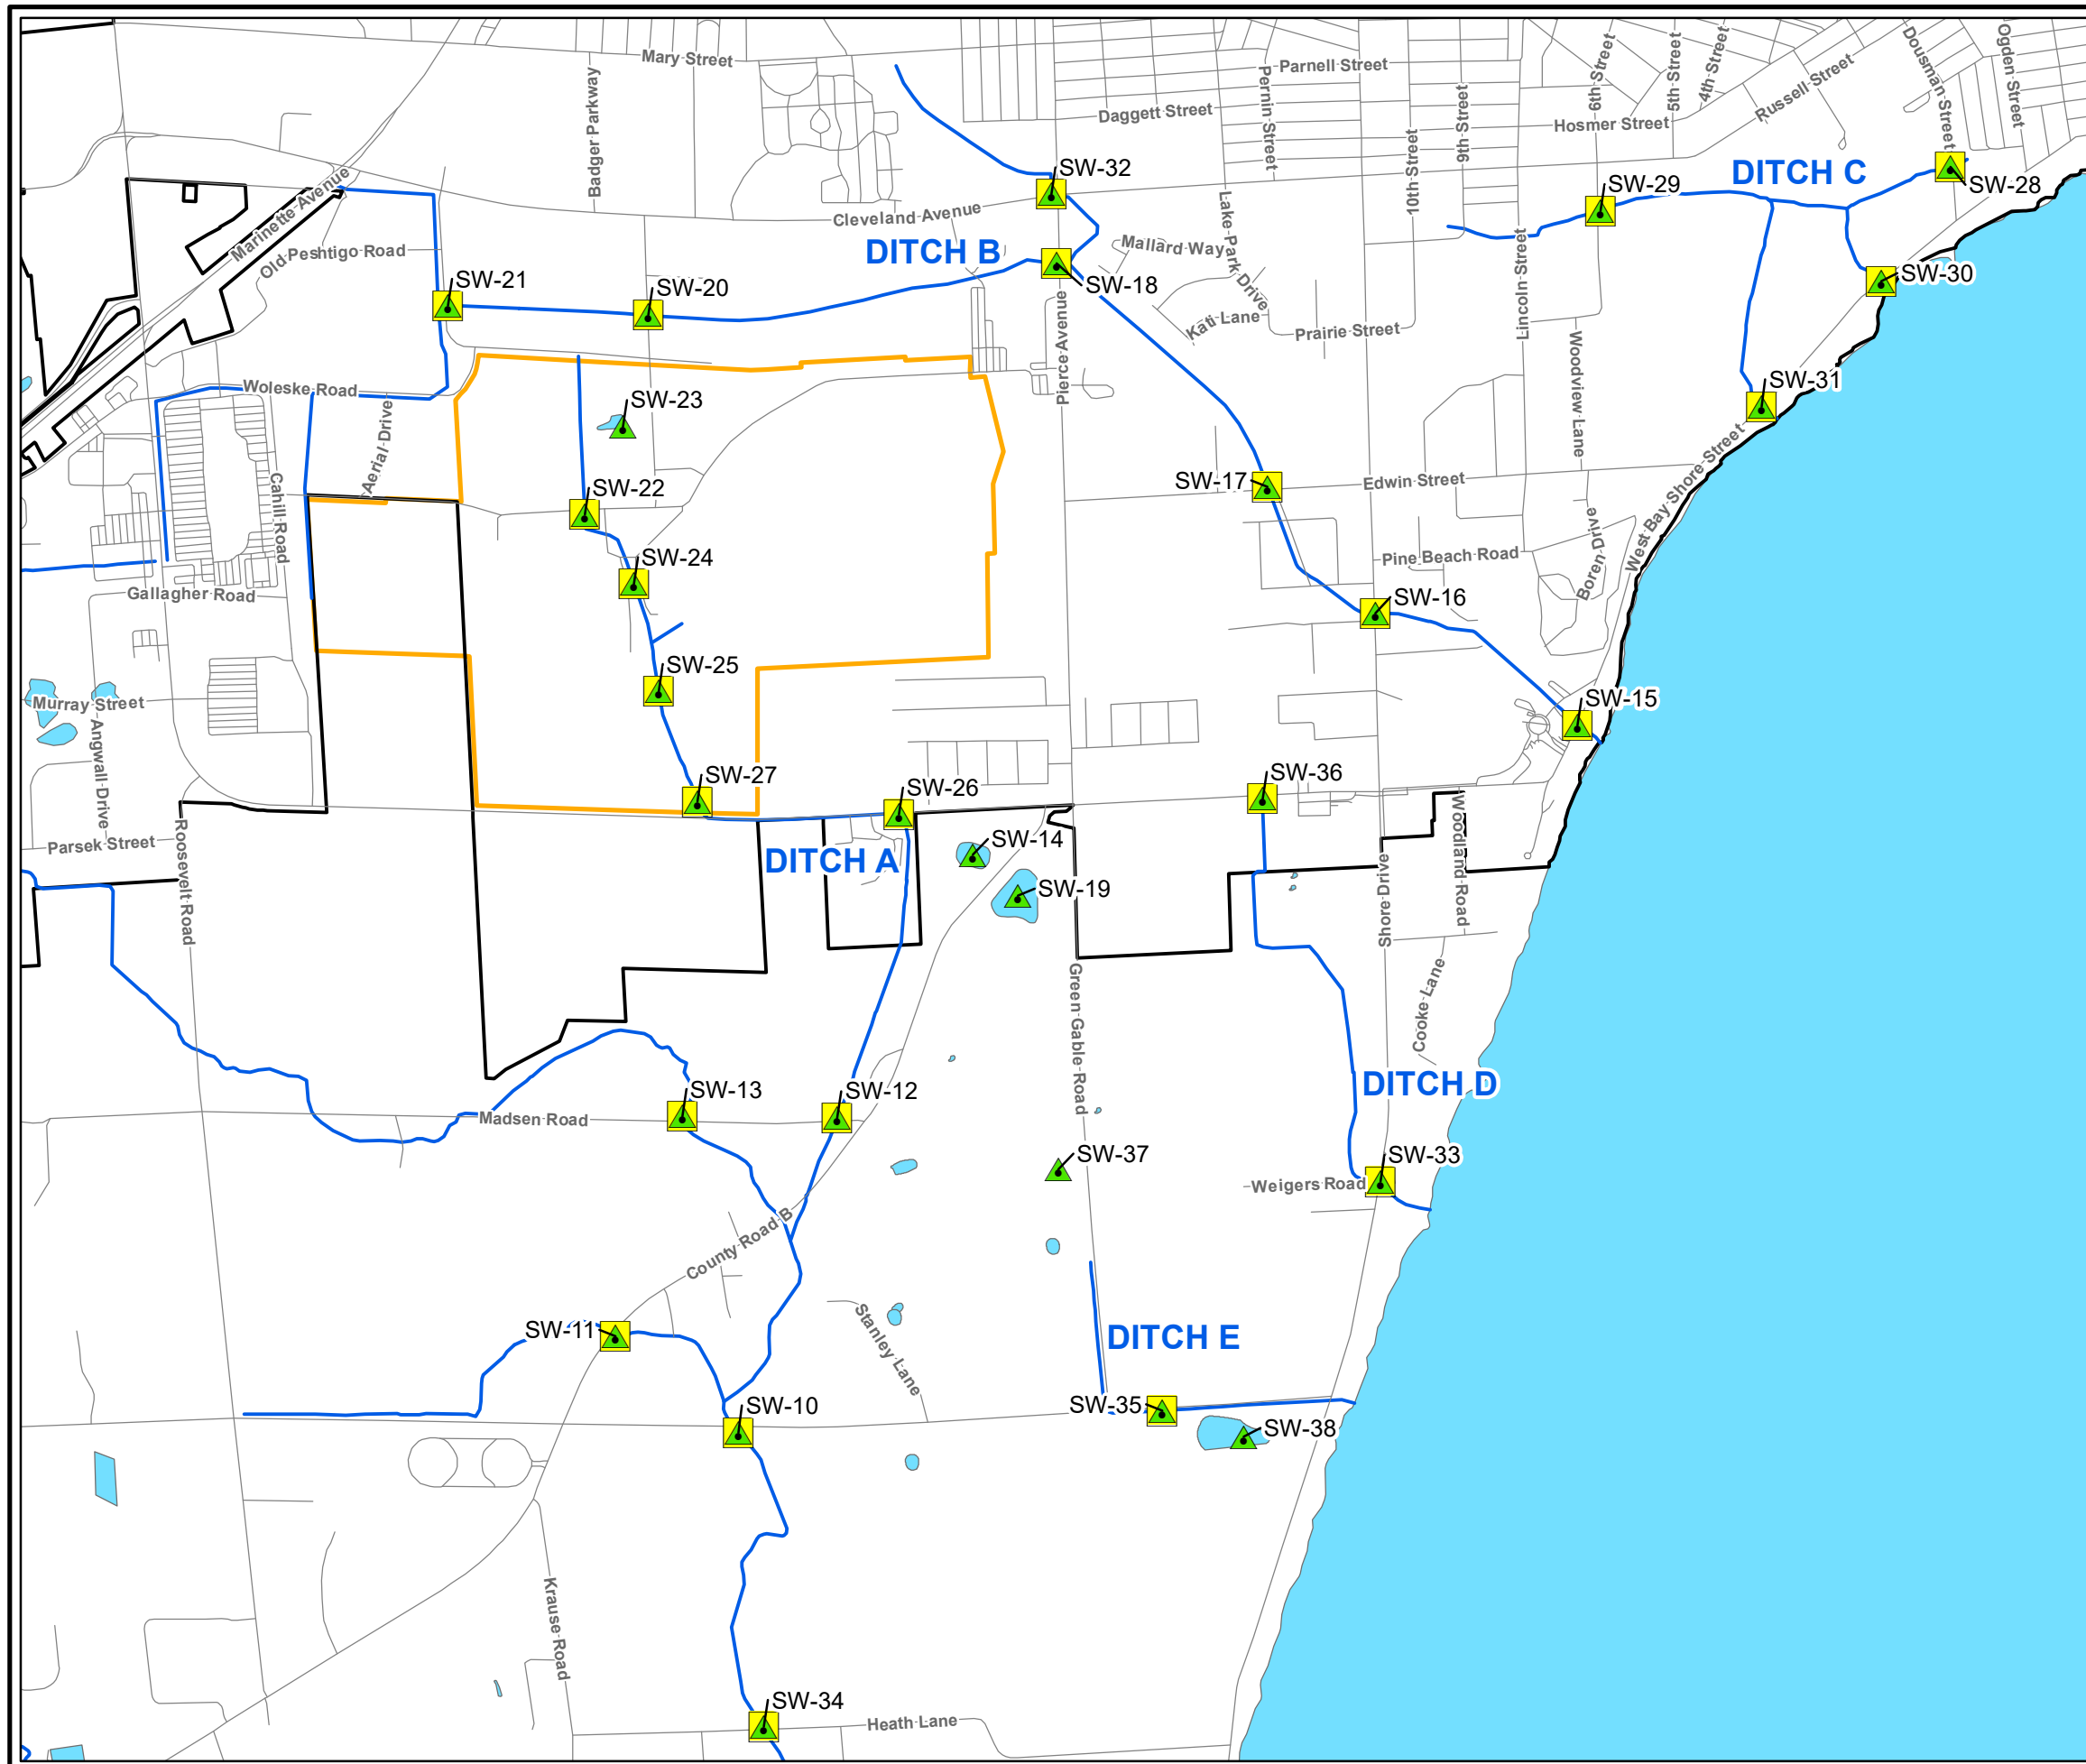 Mary Street
Badger Parkway
Parnell Street
Pernin Street
Daggett Street
9th Street
10th Street
6th Street
5th Street
4th Street
Russell Street
Hosmer Street
Dousman Street
Ogden Street
SW-32
DITCH C
SW-28
SW-29
Marinette Avenue
Old Peshtigo Road
Cleveland Avenue
DITCH B
Mallard Way
Lake Park Drive
SW-18
SW-21
SW-20
SW-30
Kati Lane
Prairie Street
Lincoln Street
Pierce Avenue
Woodview Lane
Woleske Road
Aerial Drive
SW-23
SW-31
Cahill Road
SW-22
SW-17
Edwin Street
West Bay Shore Street
Boren Drive
SW-24
Pine Beach Road
Gallagher Road
SW-16
SW-25
Murray Street
Angwall Drive
SW-15
SW-27
SW-26
SW-36
Parsek Street
Roosevelt Road
DITCH A
SW-14
SW-19
Shore Drive
Woodland Road
Green Gable Road
Cooke Lane
DITCH D
SW-13
SW-12
Madsen Road
SW-37
SW-33
Weigers Road
County Road B
Stanley Lane
SW-11
DITCH E
SW-10
SW-35
SW-38
Krause Road
SW-34
Heath Lane